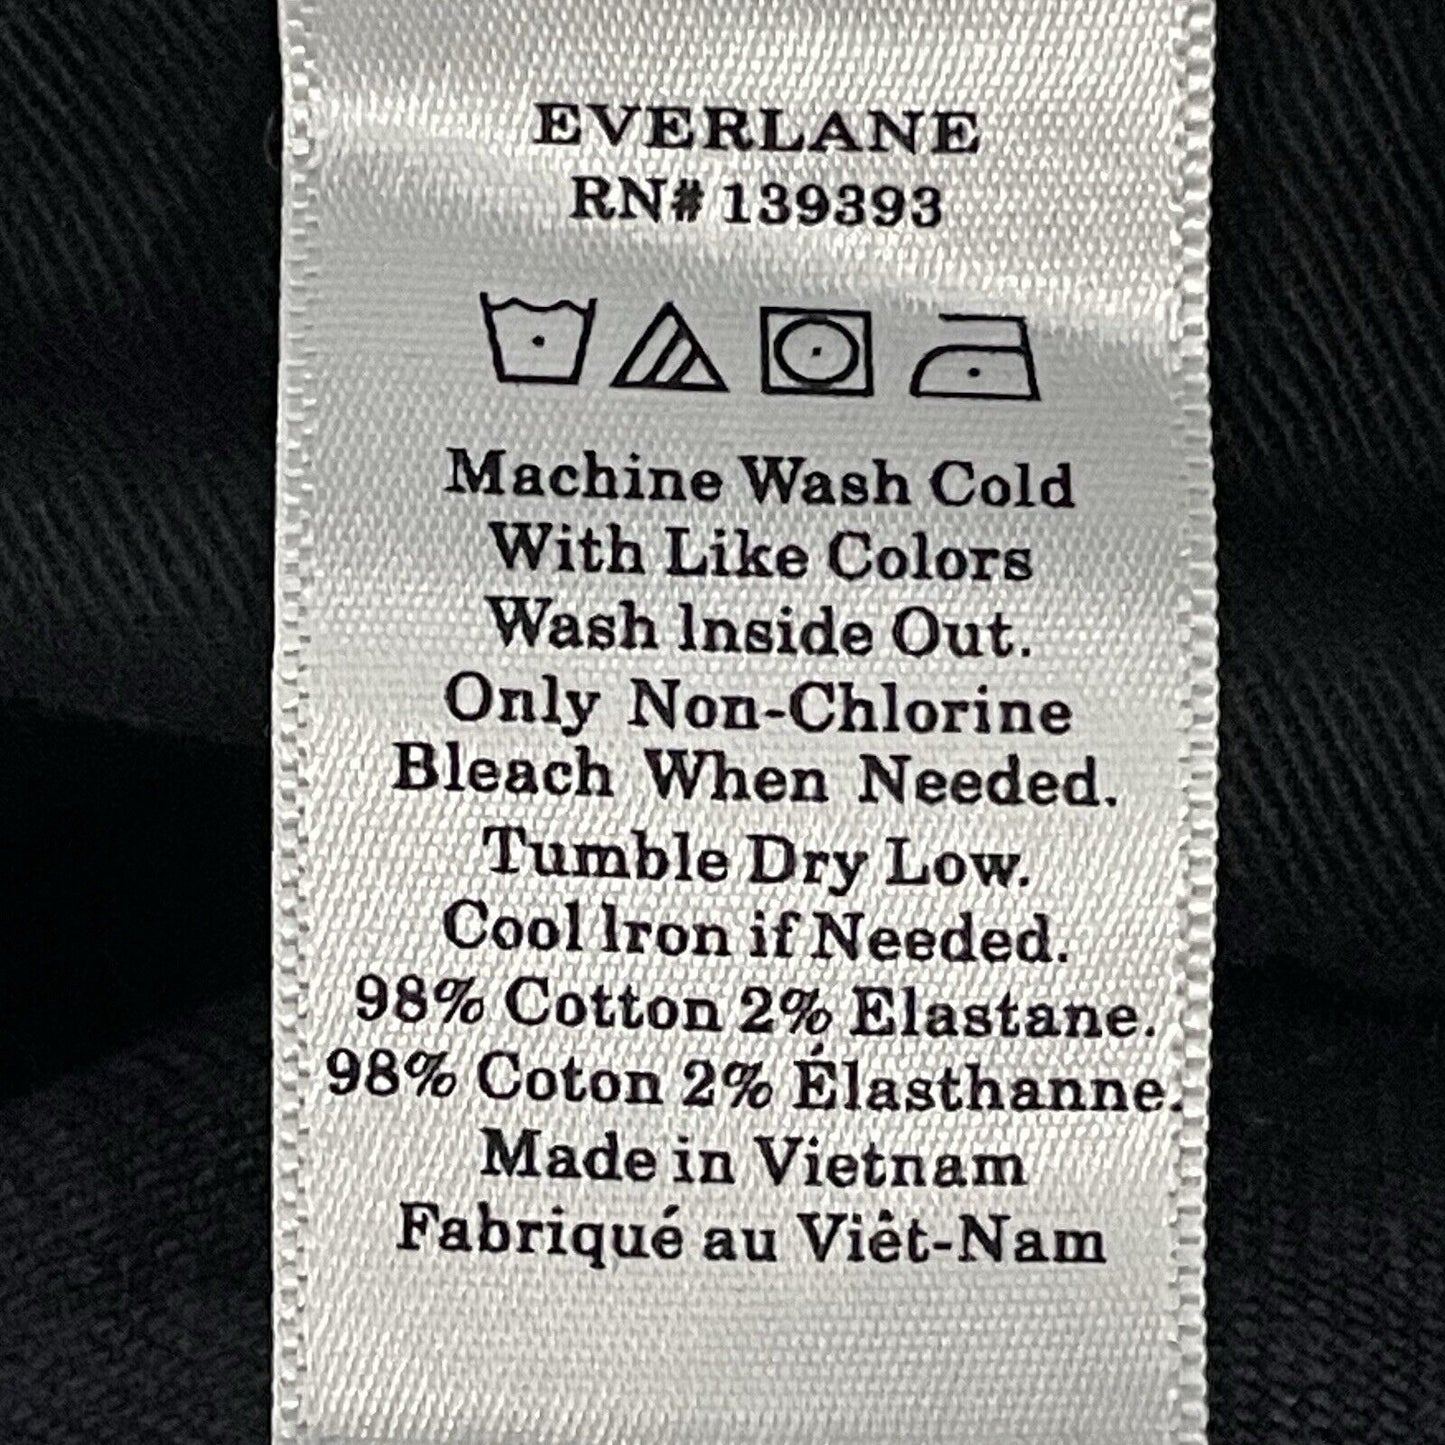 EVERLANE
RN# 139393
Machine Wash Cold
With Like Colors
Wash Inside Out.
Only Non-Chlorine
Bleach When Needed.
Tumble Dry Low.
Cool Iron if Needed.
98% Cotton 2% Elastane.
98% Coton 2% Élasthanne.
Made in Vietnam
Fabriqué au Viêt-Nam